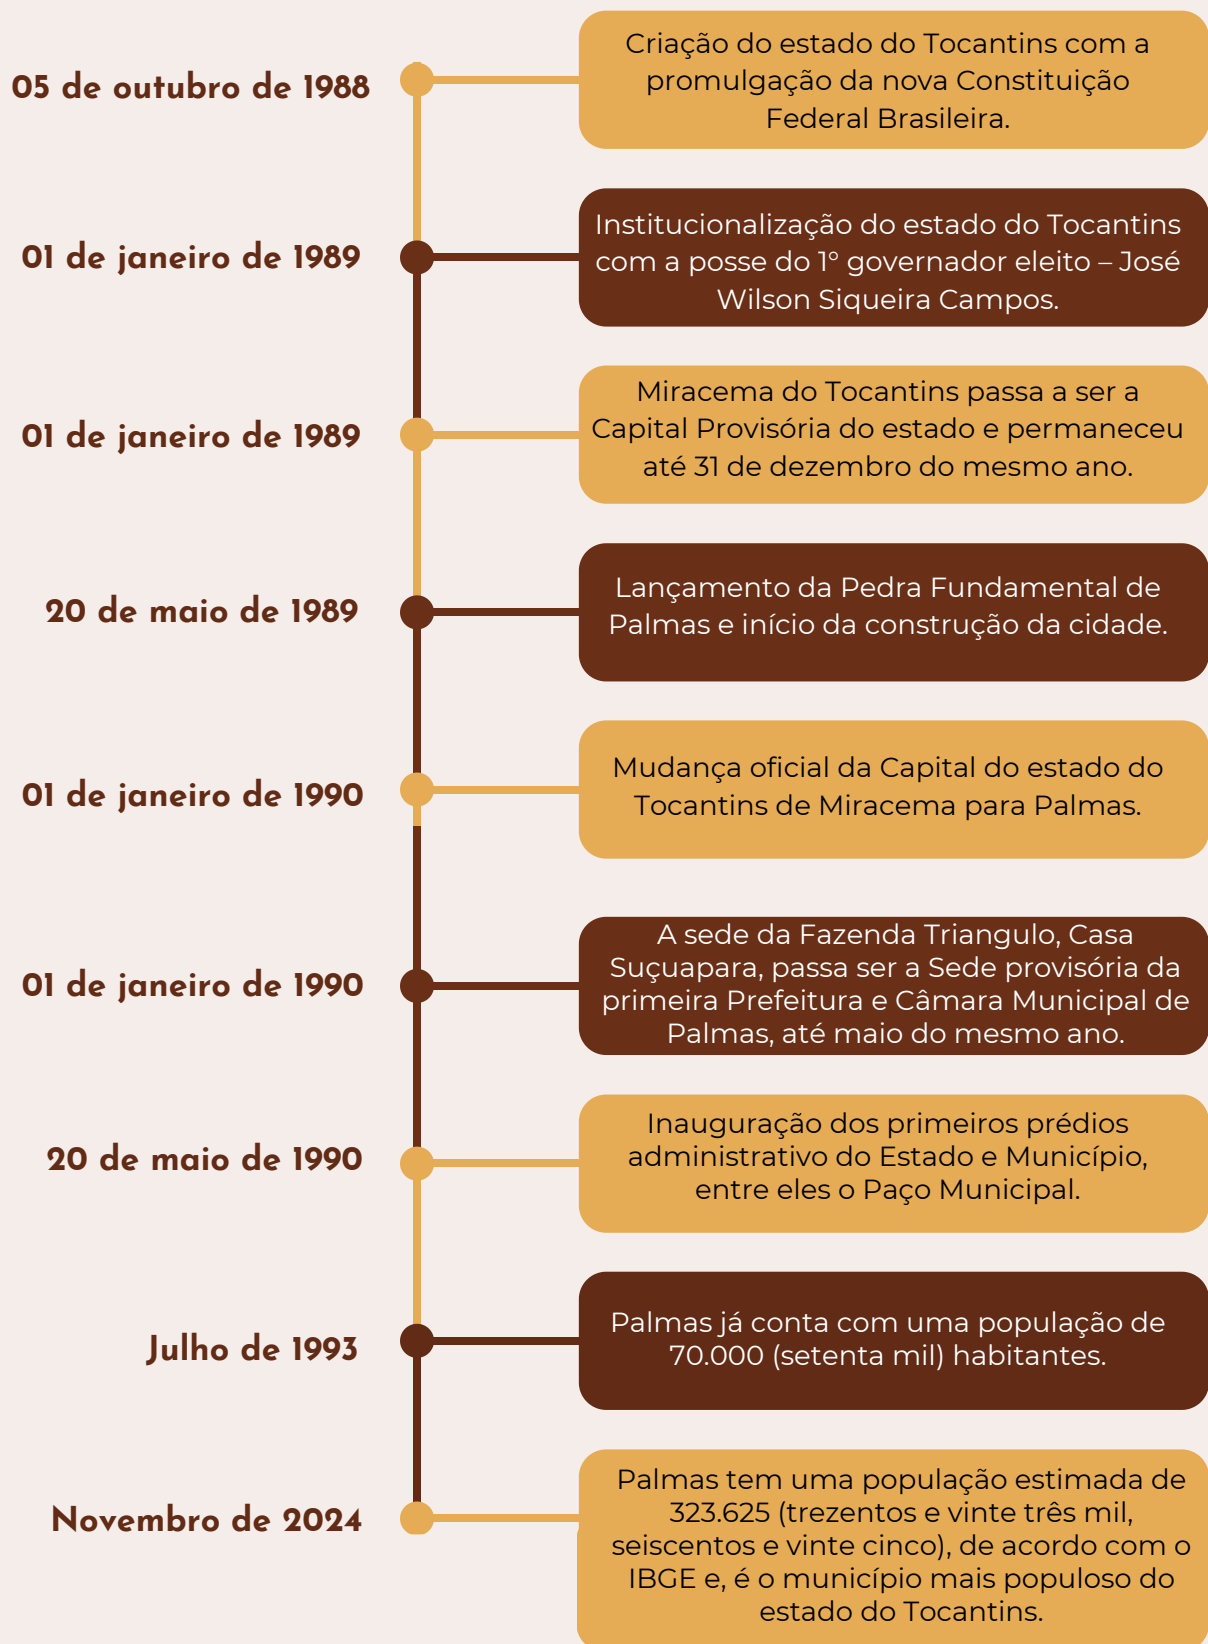 05 de outubro de 1988
Criação do estado do Tocantins com a
promulgação da nova Constituição
Federal Brasileira.
01 de janeiro de 1989
Institucionalização do estado do Tocantins
com a posse do 1° governador eleito – José
Wilson Siqueira Campos.
01 de janeiro de 1989
Miracema do Tocantins passa a ser a
Capital Provisória do estado e permaneceu
até 31 de dezembro do mesmo ano.
20 de maio de 1989
Lançamento da Pedra Fundamental de
Palmas e início da construção da cidade.
01 de janeiro de 1990
Mudança oficial da Capital do estado do
Tocantins de Miracema para Palmas.
01 de janeiro de 1990
A sede da Fazenda Triangulo, Casa
Suçuapara, passa ser a Sede provisória da
primeira Prefeitura e Câmara Municipal de
Palmas, até maio do mesmo ano.
20 de maio de 1990
Inauguração dos primeiros prédios
administrativo do Estado e Município,
entre eles o Paço Municipal.
Julho de 1993
Palmas já conta com uma população de
70.000 (setenta mil) habitantes.
Novembro de 2024
Palmas tem uma população estimada de
323.625 (trezentos e vinte três mil,
seiscentos e vinte cinco), de acordo com o
IBGE e, é o município mais populoso do
estado do Tocantins.